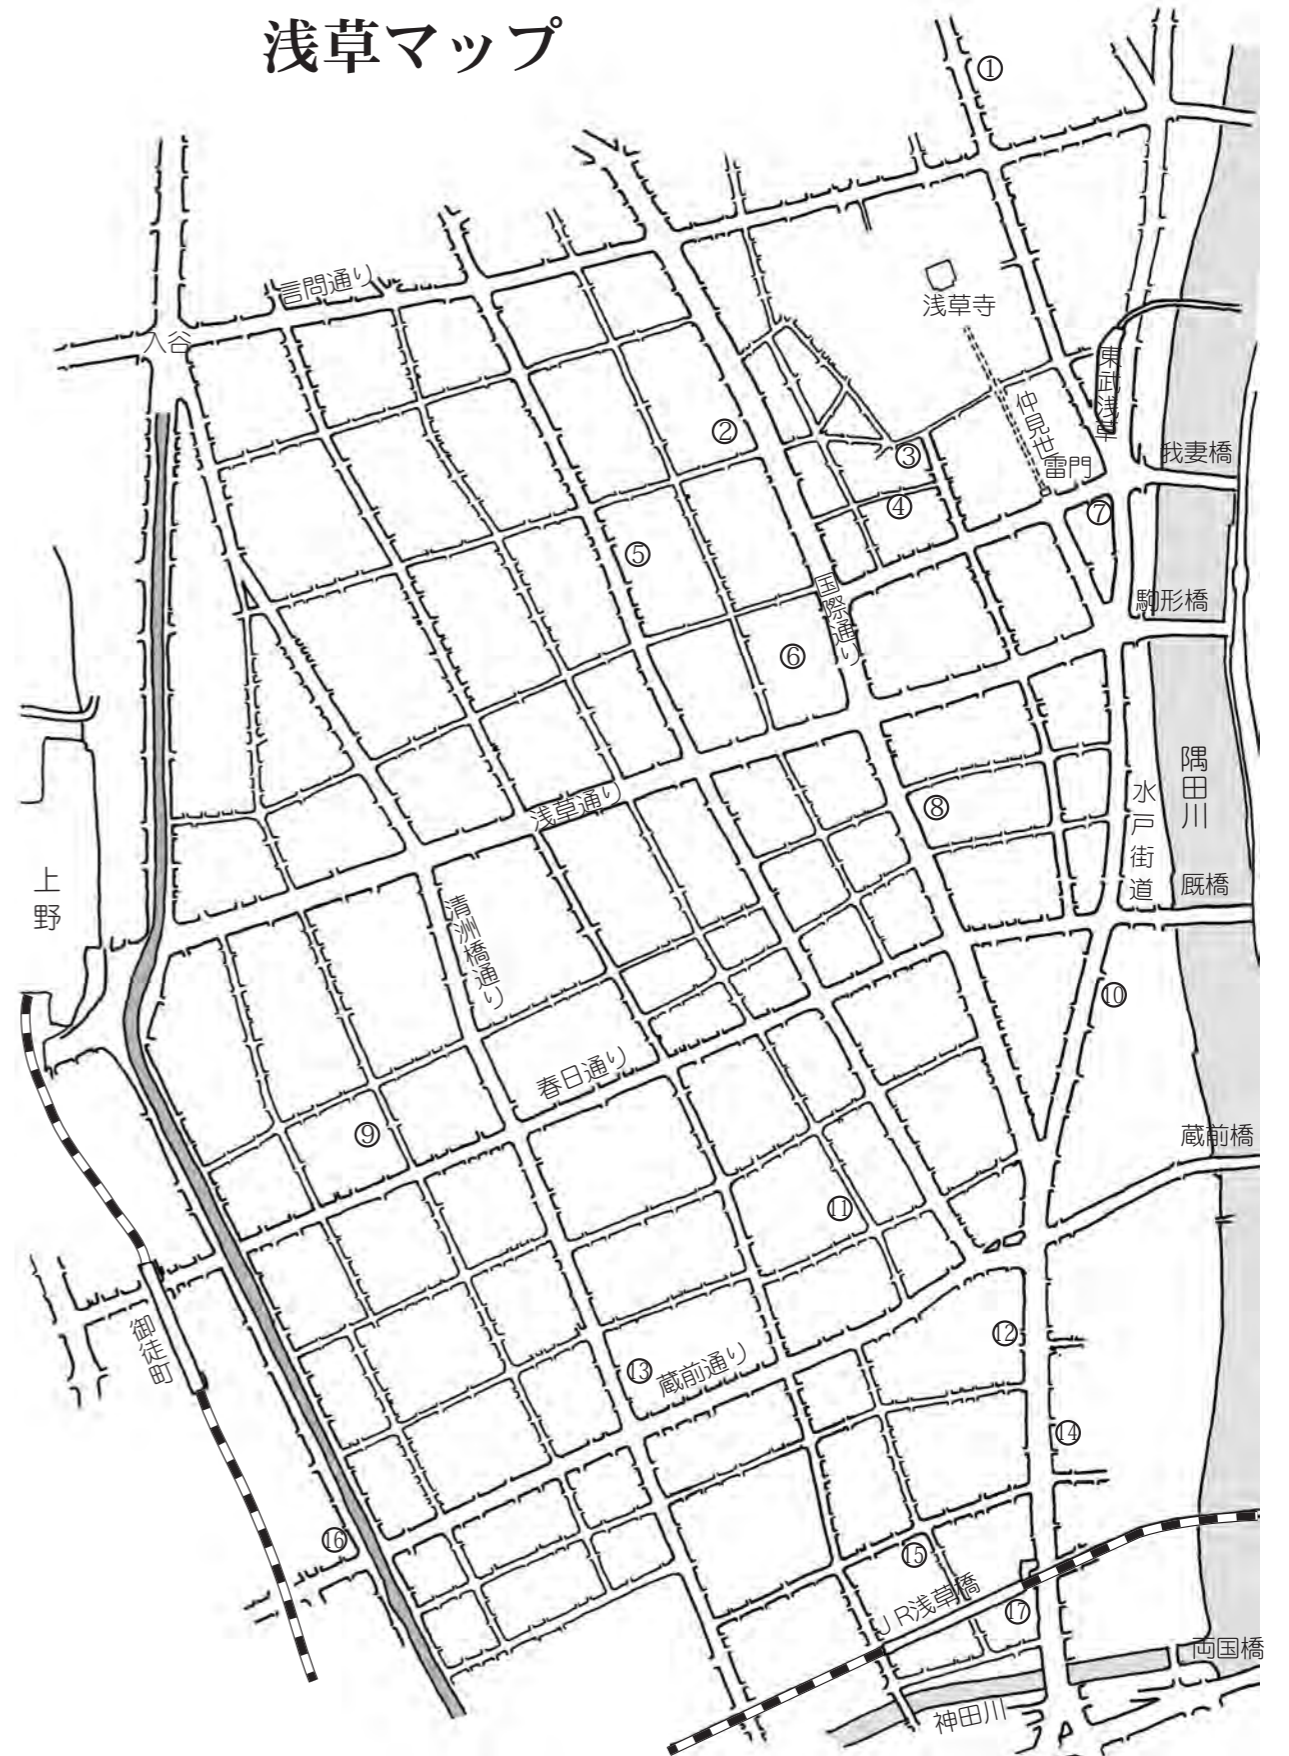 浅草マップ
①
言問通り
入谷
浅草寺
東武浅草
仲見世
②
③
我妻橋
雷門
④
⑦
⑤
国際通り
駒形橋
⑥
隅田川
水戸街道
⑧
浅草通り
上野
厩橋
清洲橋通り
⑩
春日通り
⑨
蔵前橋
⑪
御徒町
⑫
⑬
蔵前通り
⑭
⑯
⑮
JR浅草橋
⑰
両国橋
神田川